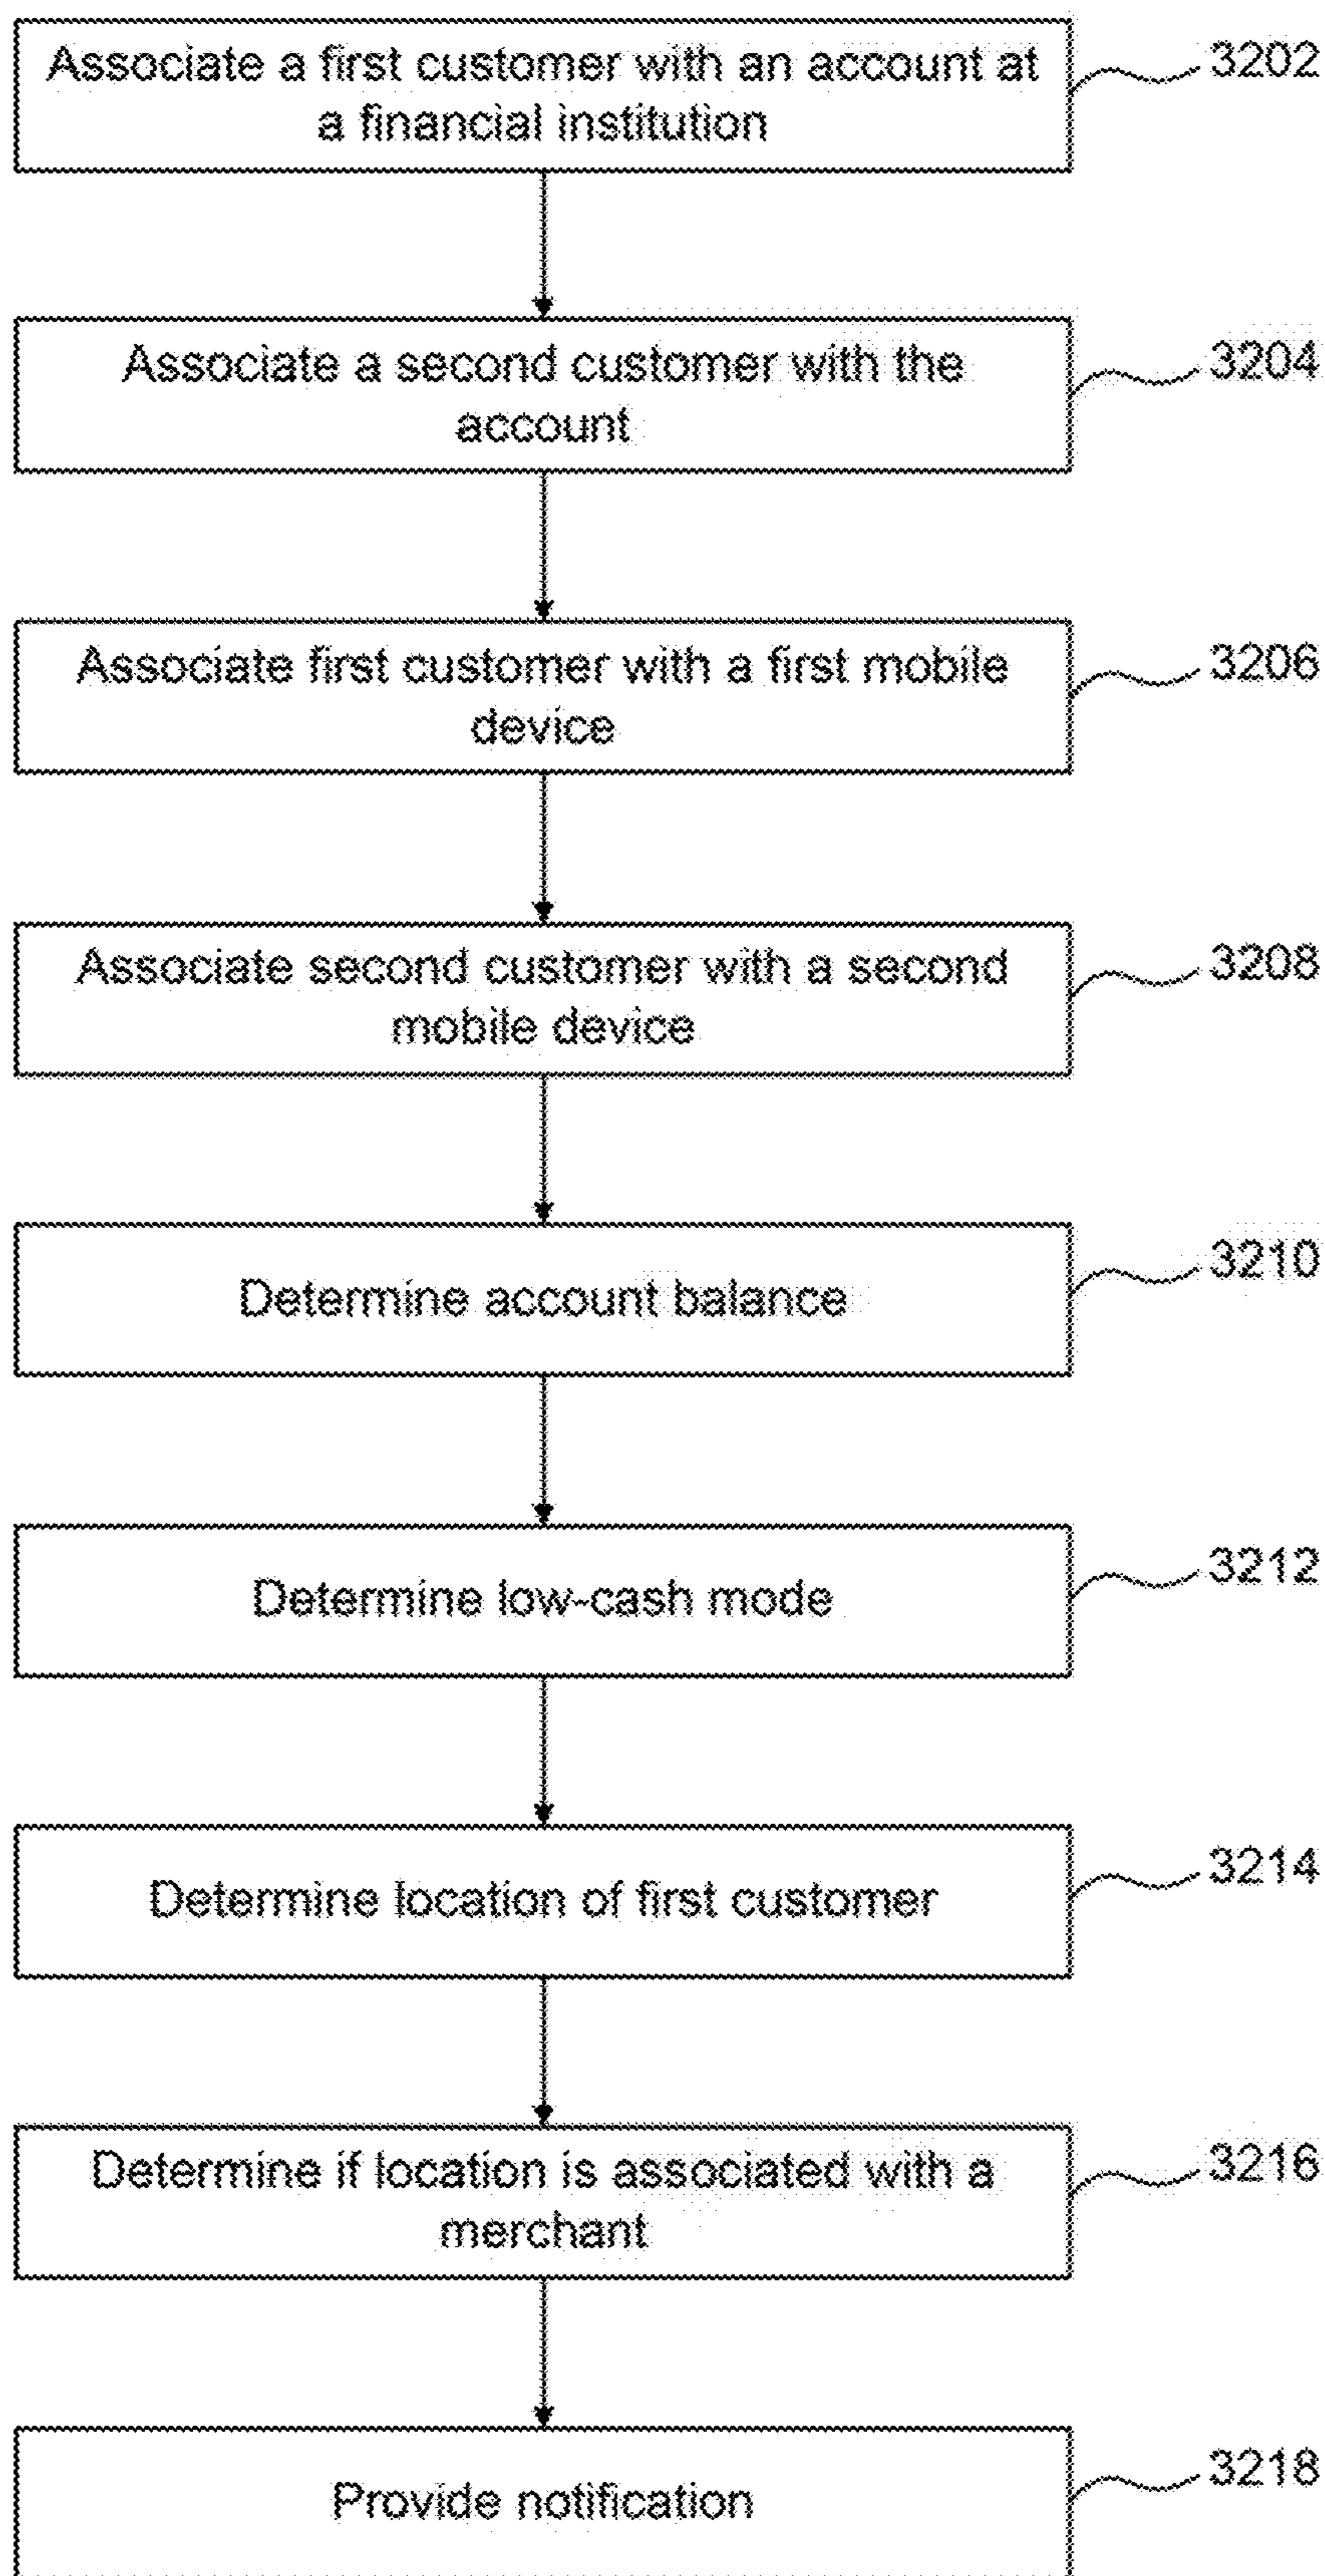 Associate a first customer with an account at
a financial institution
3202
Associate a second customer with the
account
3204
Associate first customer with a first mobile
device
3206
Associate second customer with a second
mobile device
3208
Determine account balance
3210
Determine low-cash mode
3212
Determine location of first customer
3214
Determine if location is associated with a
merchant
3216
Provide notification
3218